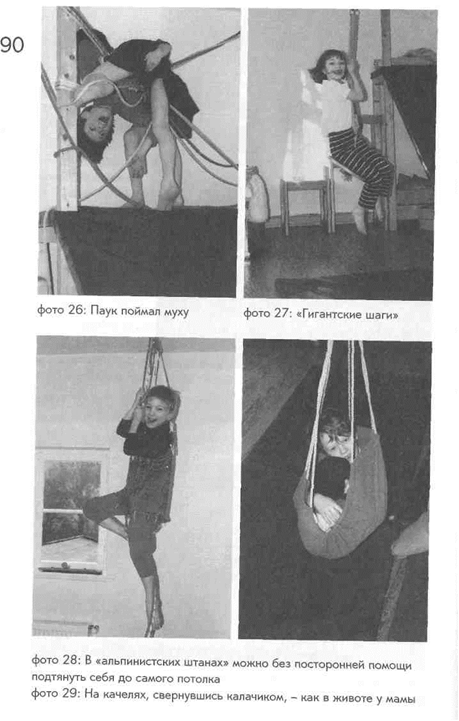 90
фото 26: Паук поймал муху
фото 27: «Гигантские шаги»
фото 28: В «альпинистских штанах» можно без посторонней помощи
подтянуть себя до самого потолка
фото 29: На качелях, свернувшись калачиком, – как в животе у мамы